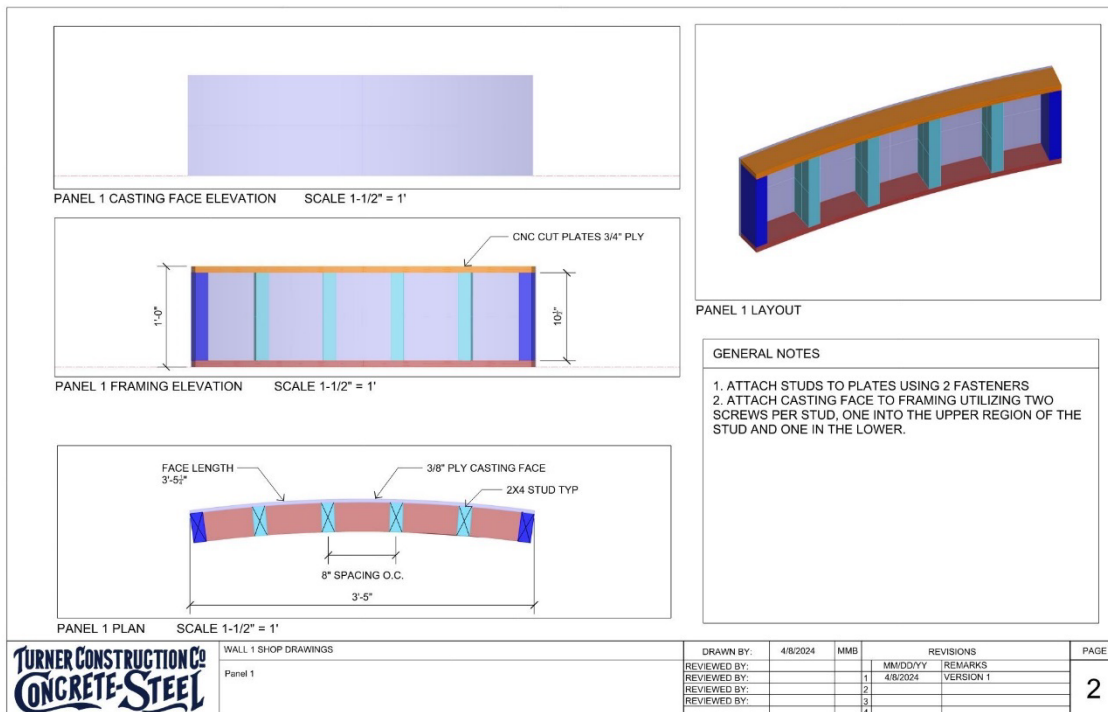 PANEL 1 CASTING FACE ELEVATION SCALE 1-1/2" = 1'
CNC CUT PLATES 3/4" PLY
1'-0"
10½"
PANEL 1 FRAMING ELEVATION SCALE 1-1/2" = 1'
FACE LENGTH
3/8" PLY CASTING FACE
2X4 STUD TYP
8" SPACING O.C.
3'-5"
PANEL 1 PLAN SCALE 1-1/2" = 1'
PANEL 1 LAYOUT
GENERAL NOTES
1. ATTACH STUDS TO PLATES USING 2 FASTENERS
2. ATTACH CASTING FACE TO FRAMING UTILIZING TWO
SCREWS PER STUD, ONE INTO THE UPPER REGION OF THE
STUD AND ONE IN THE LOWER.
TURNER CONSTRUCTION CO
CONCRETE-STEEL
WALL 1 SHOP DRAWINGS
Panel 1
DRAWN BY: 4/8/2024 MMB REVISIONS PAGE
REVIEWED BY: MM/DD/YY REMARKS
REVIEWED BY: 1 4/8/2024 VERSION 1
REVIEWED BY: 2
REVIEWED BY: 3
2